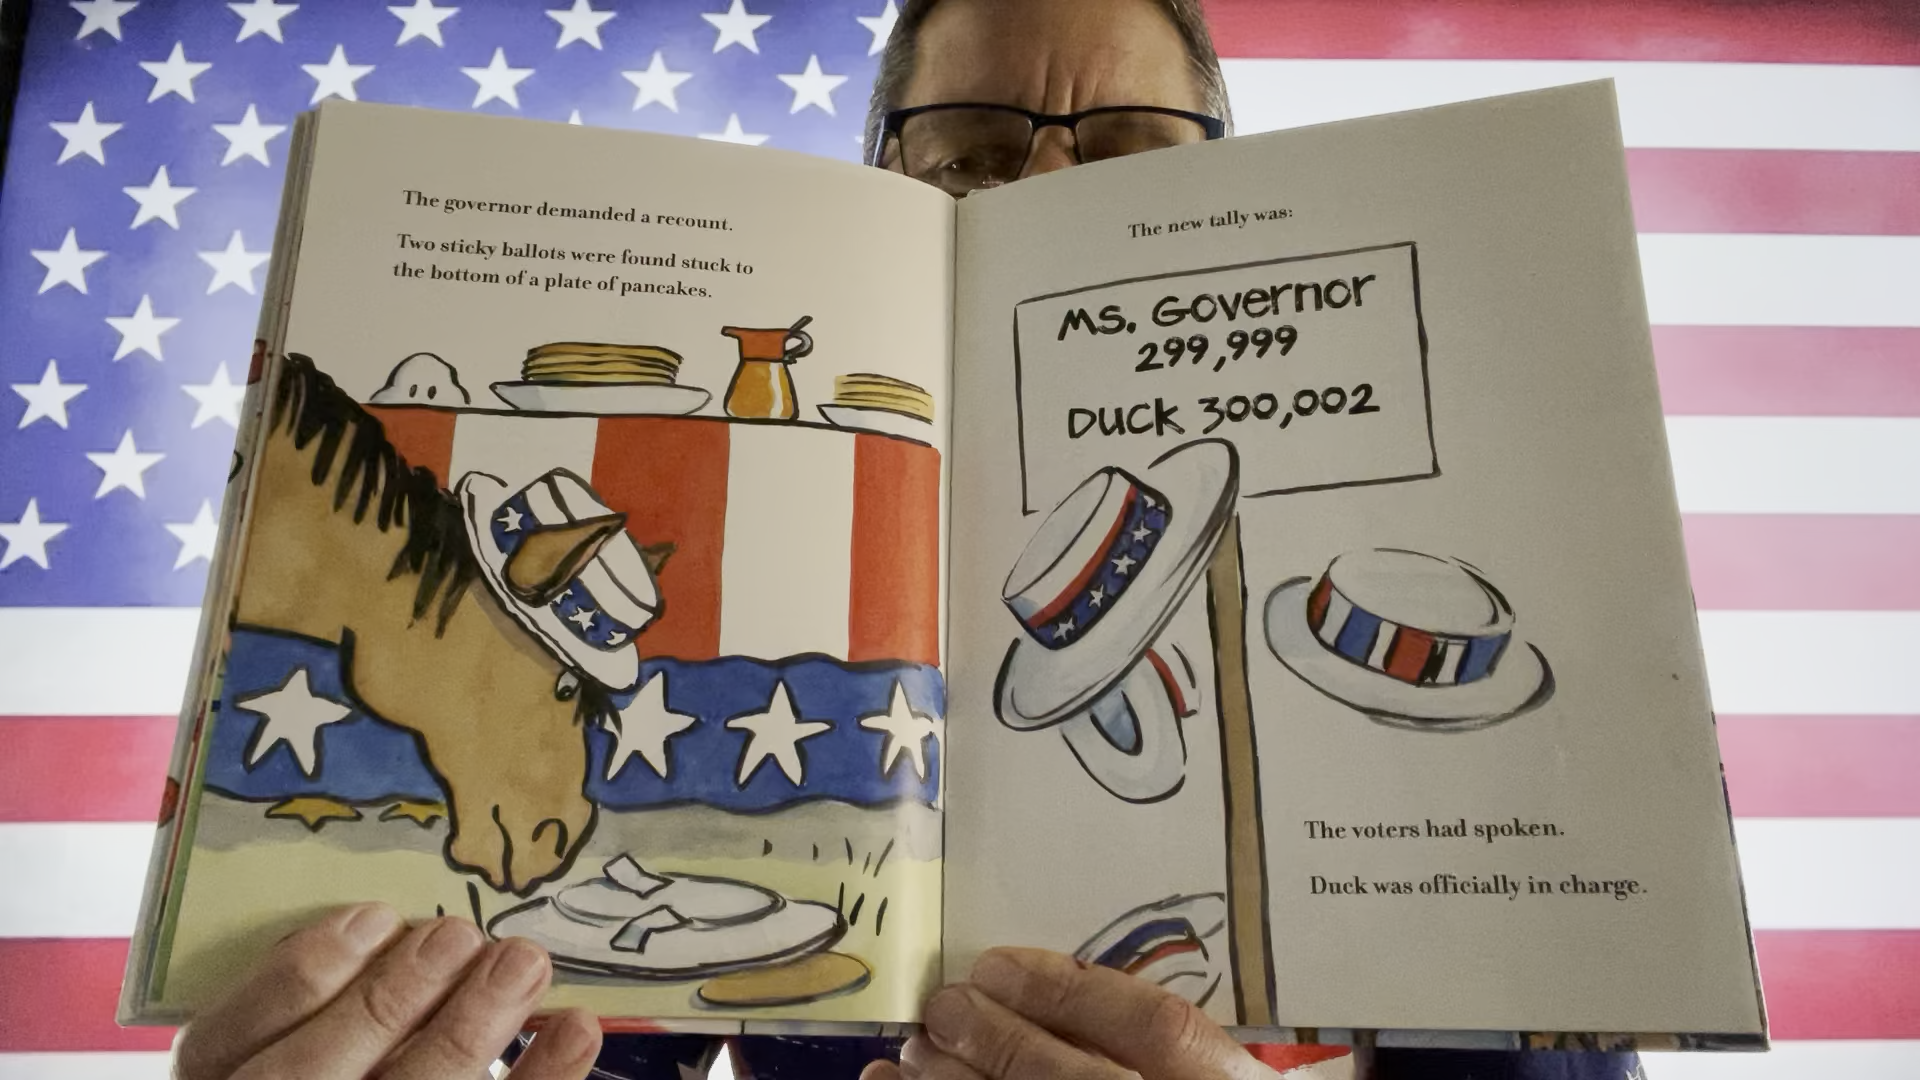 The governor demanded a recount.
Two sticky ballots were found stuck to
the bottom of a plate of pancakes.
The new tally was:
Ms. Governor
299,999
Duck 300,002
The voters had spoken.
Duck was officially in charge.